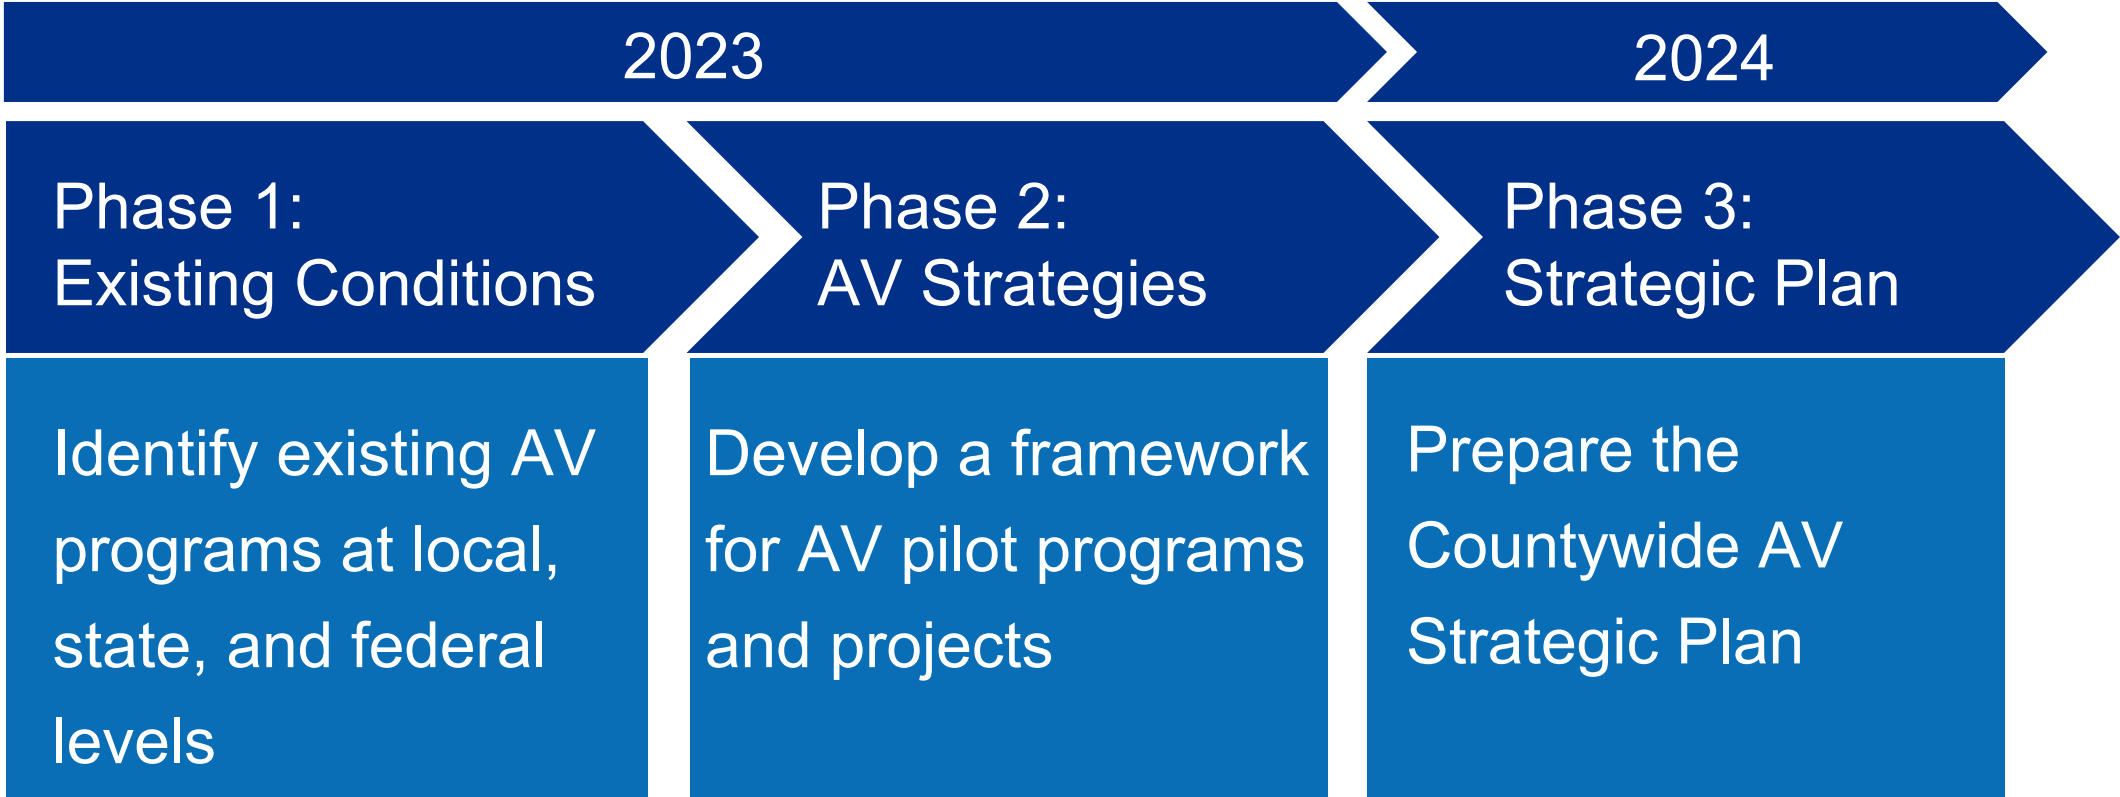 2023
2024
Phase 1:
Existing Conditions
Phase 2:
AV Strategies
Phase 3:
Strategic Plan
Identify existing AV
programs at local,
state, and federal
levels
Develop a framework
for AV pilot programs
and projects
Prepare the
Countywide AV
Strategic Plan